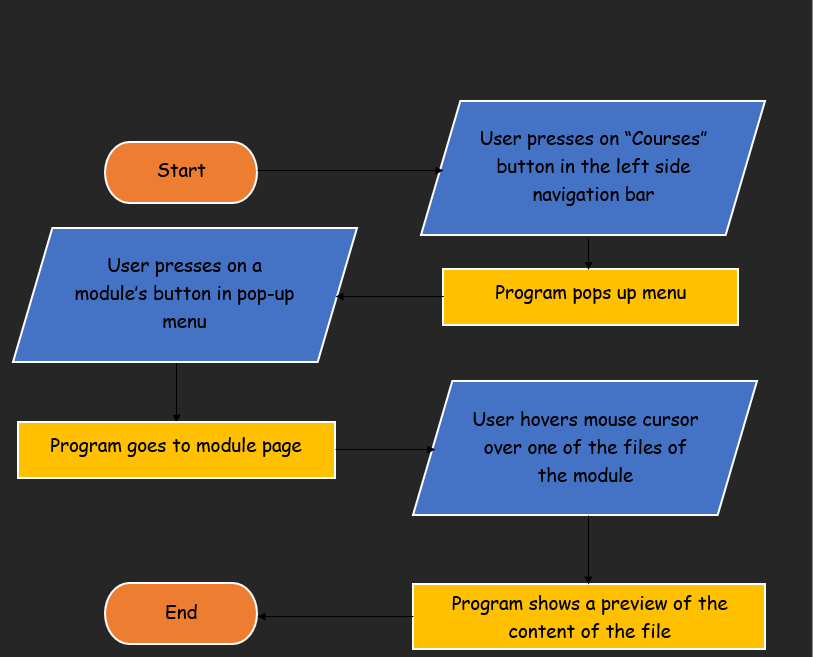 Start
User presses on “Courses”
button in the left side
navigation bar
Program pops up menu
User presses on a
module’s button in pop-up
menu
Program goes to module page
User hovers mouse cursor
over one of the files of
the module
Program shows a preview of the
content of the file
End